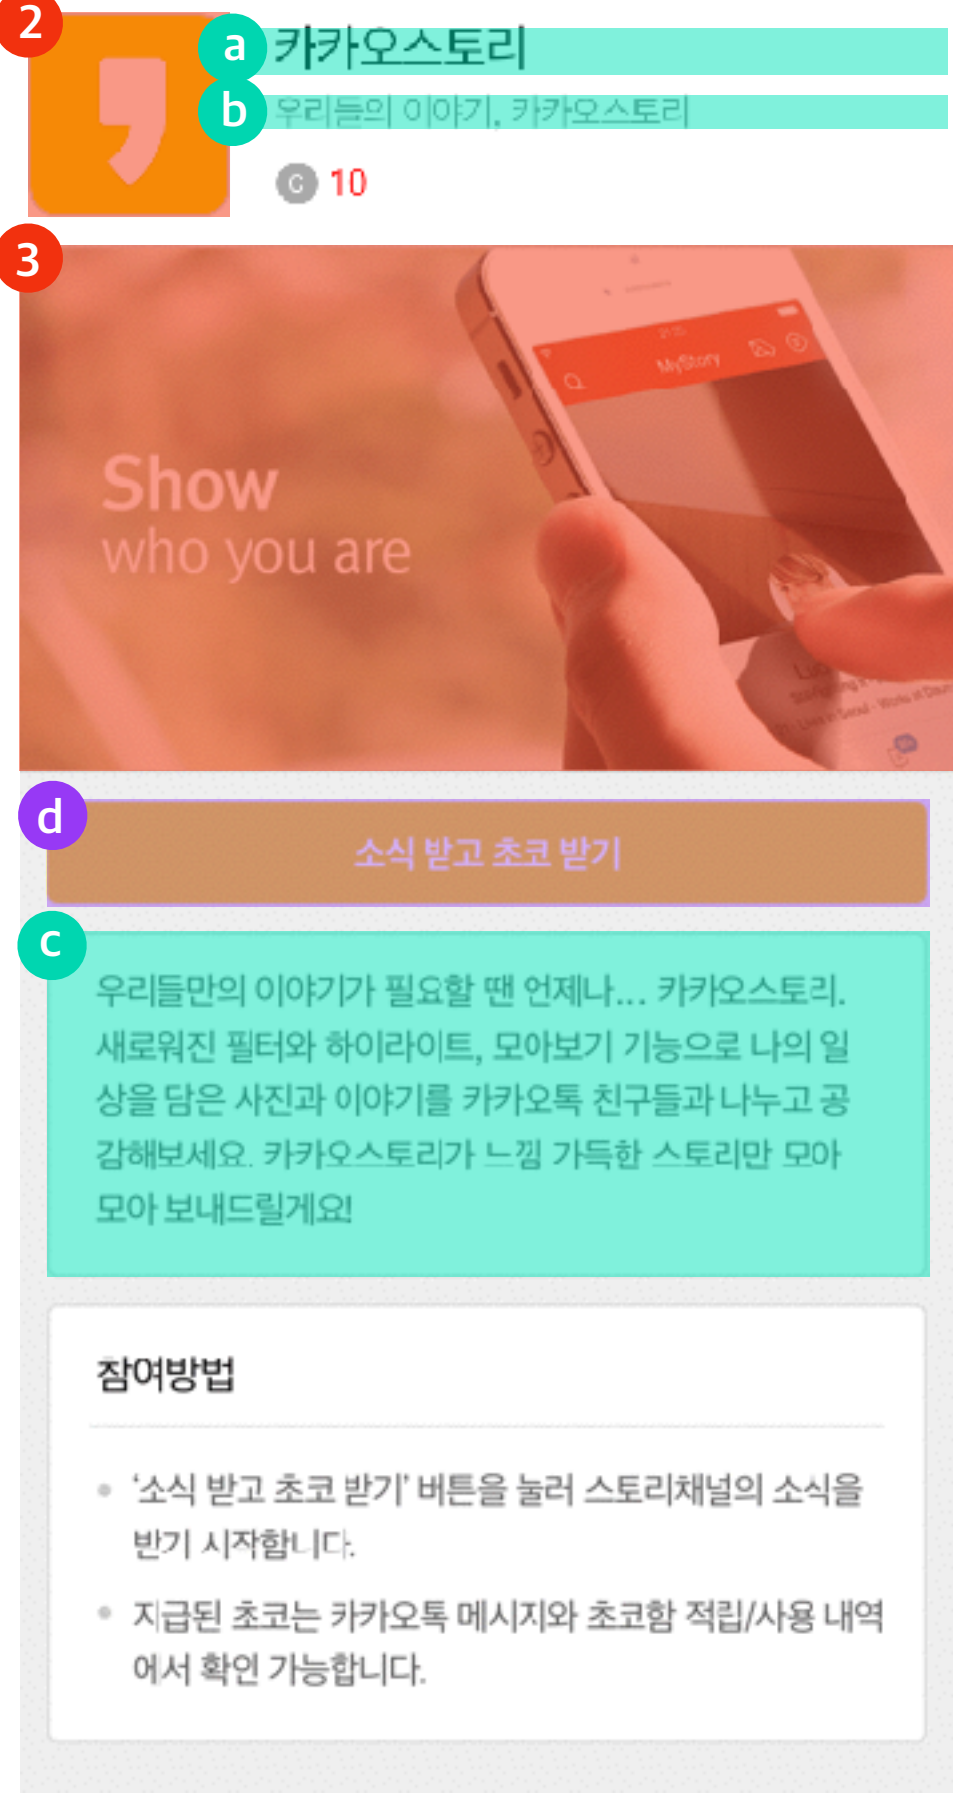 2
a 카카오스토리
b 우리들의 이야기, 카카오스토리
C 10
3
MyStory
Show
who you are
d
소식 받고 초코 받기
c
우리들만의 이야기가 필요할 땐 언제나... 카카오스토리.
새로워진 필터와 하이라이트, 모아보기 기능으로 나의 일
상을 담은 사진과 이야기를 카카오톡 친구들과 나누고 공
감해보세요. 카카오스토리가 느낌 가득한 스토리만 모아
모아 보내드릴게요!
참여방법
• ‘소식 받고 초코 받기’ 버튼을 눌러 스토리채널의 소식을
받기 시작합니다.
• 지급된 초코는 카카오톡 메시지와 초코함 적립/사용 내역
에서 확인 가능합니다.